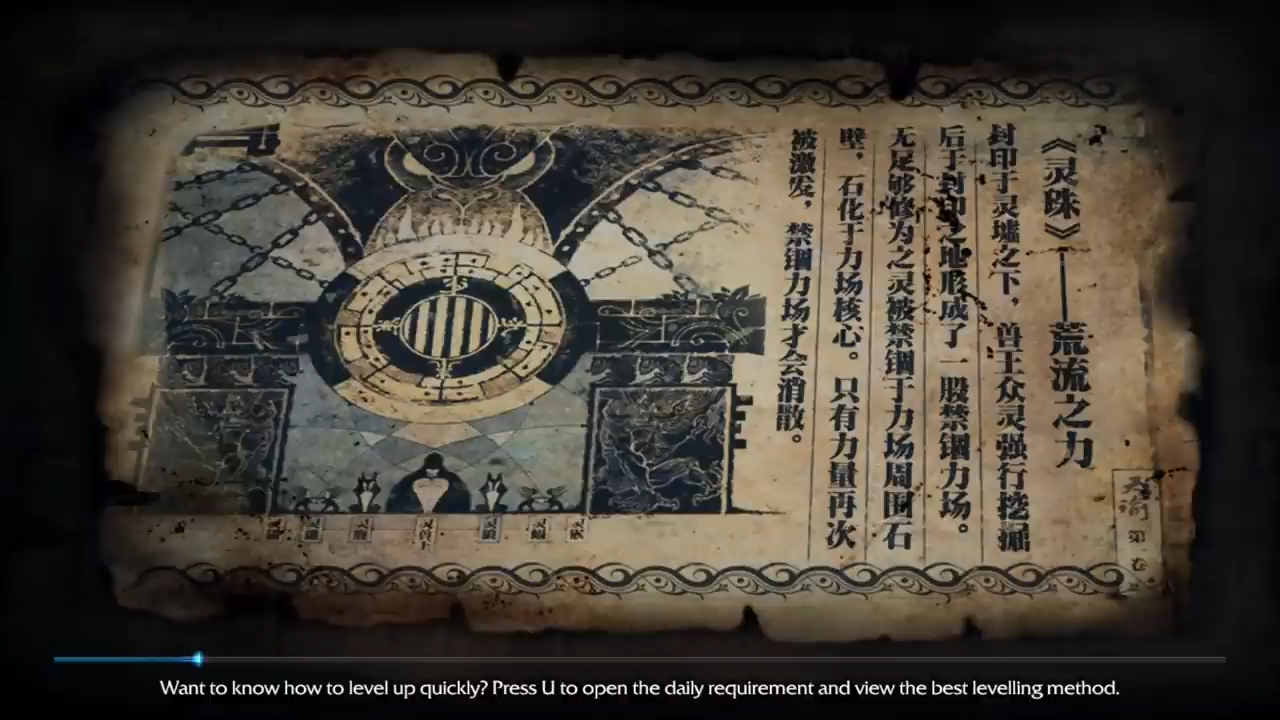 《灵珠》——荒流之力
封印于灵墟之下，兽王众灵强行挖掘
后于封印之地形成了一股禁锢力场。
无足够修为之灵被禁锢于力场周围石
壁，石化于力场核心。只有力量再次
被激发，禁锢力场才会消散。
第 卷
Want to know how to level up quickly? Press U to open the daily requirement and view the best levelling method.